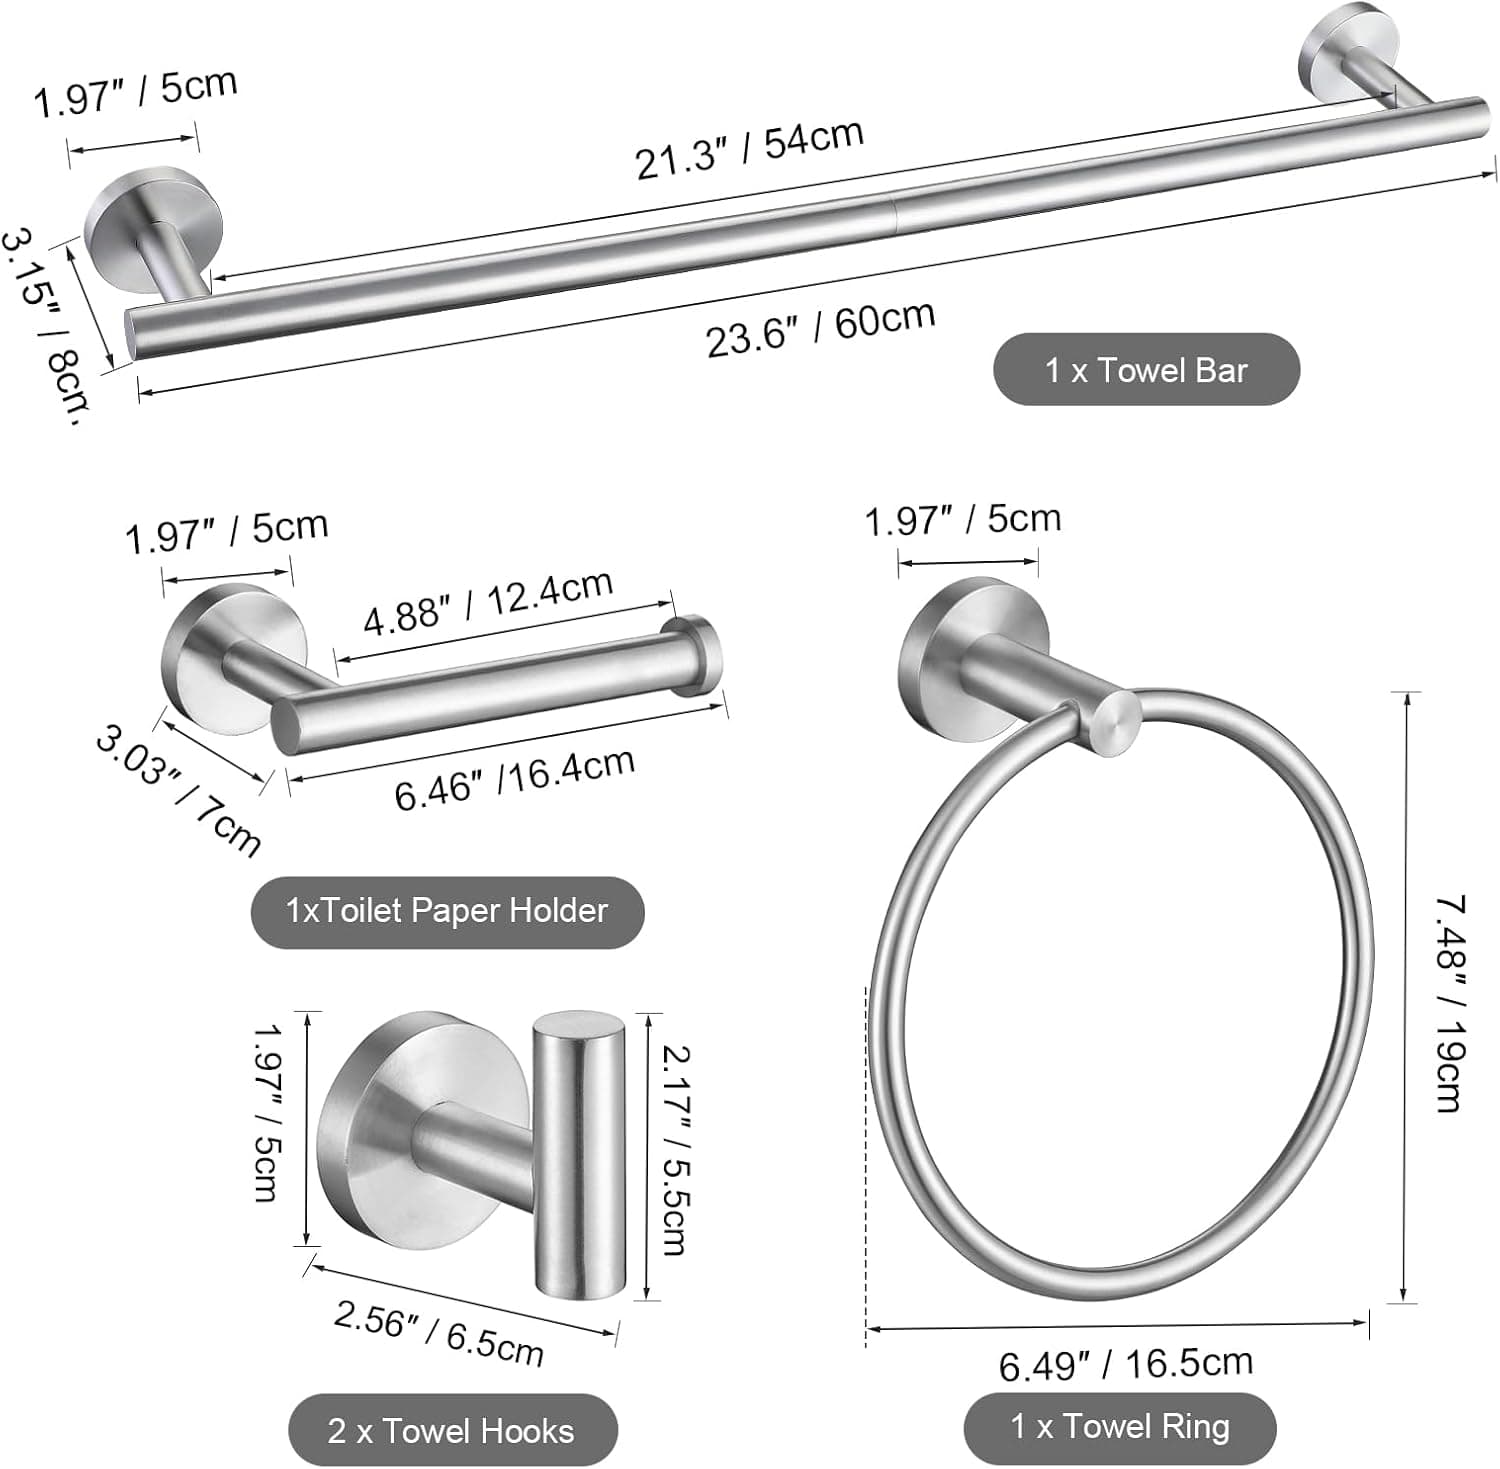 1.97" / 5cm
21.3" / 54cm
3.15" / 8cm.
23.6" / 60cm
1 x Towel Bar
1.97" / 5cm
4.88" / 12.4cm
3.03" / 7cm
6.46" /16.4cm
1xToilet Paper Holder
1.97" / 5cm
7.48" / 19cm
6.49" / 16.5cm
1 x Towel Ring
1.97" / 5cm
2.17" / 5.5cm
2.56" / 6.5cm
2 x Towel Hooks